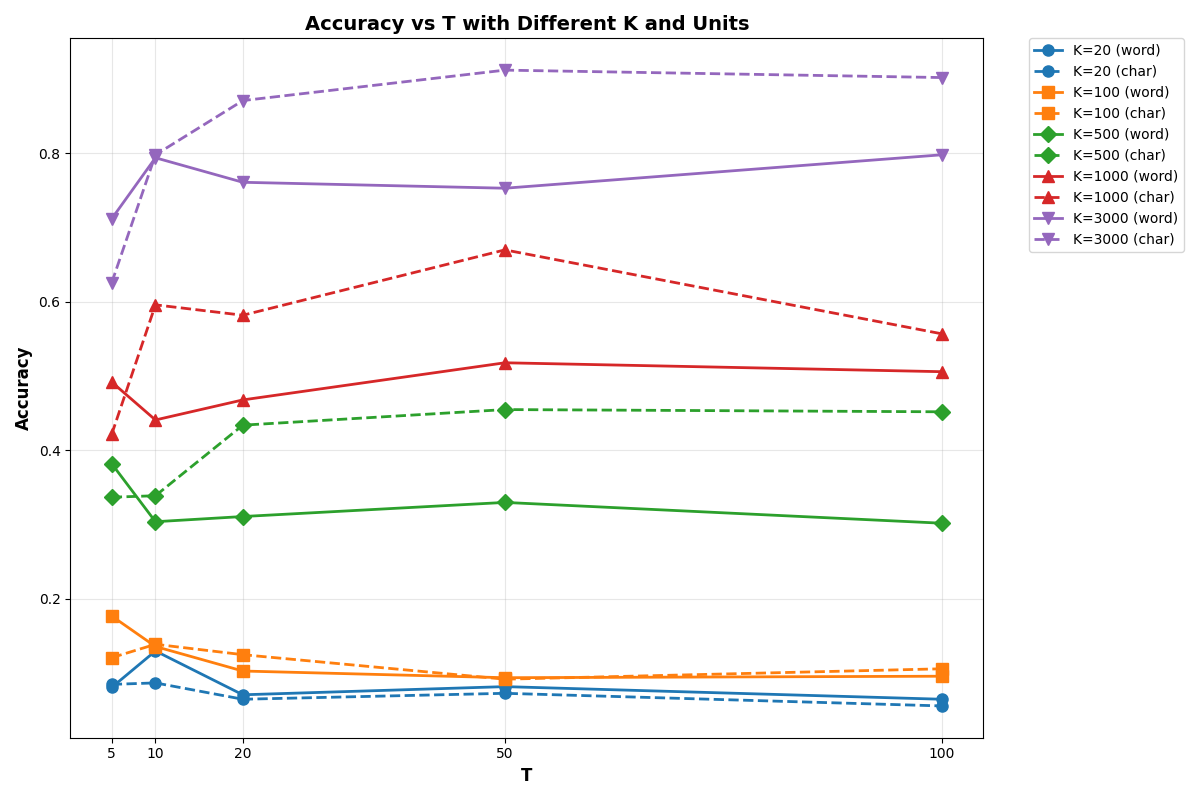 Accuracy vs T with Different K and Units
K=20 (word)
K=20 (char)
K=100 (word)
K=100 (char)
K=500 (word)
K=500 (char)
K=1000 (word)
K=1000 (char)
K=3000 (word)
K=3000 (char)
Accuracy
0.8
0.6
0.4
0.2
5 10 20 50 100
T